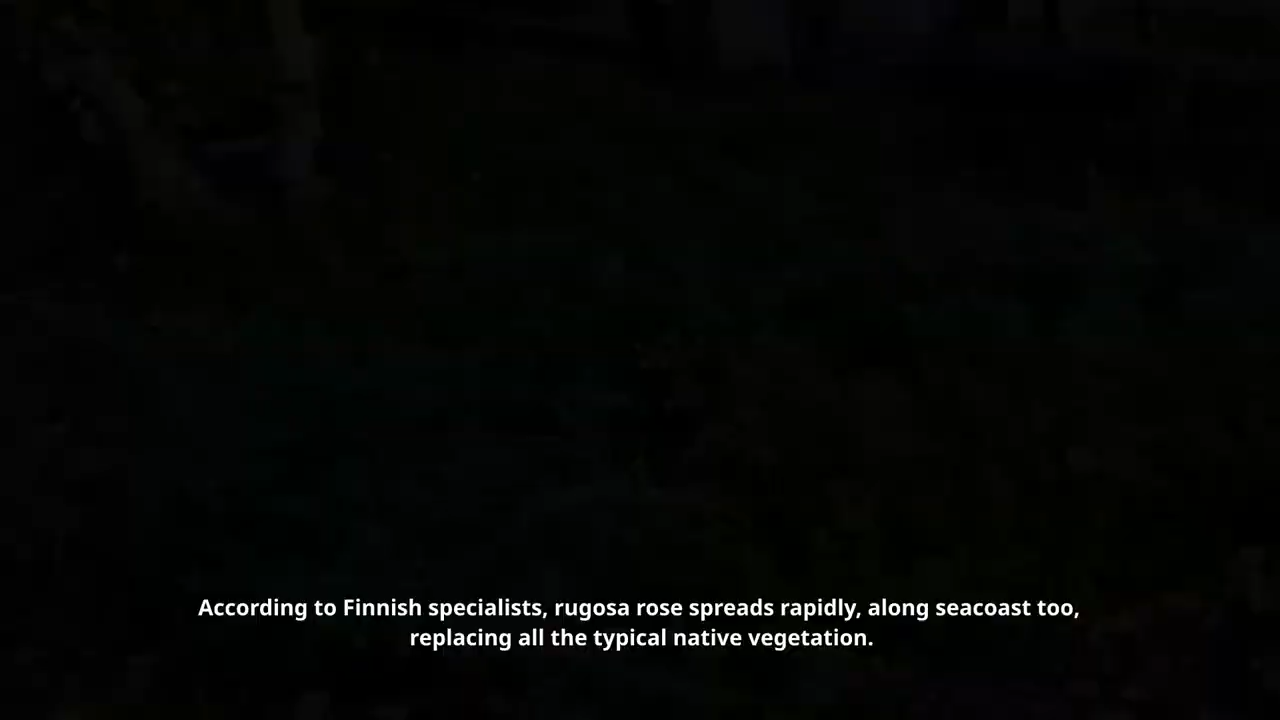 According to Finnish specialists, rugosa rose spreads rapidly, along seacoast too,
replacing all the typical native vegetation.